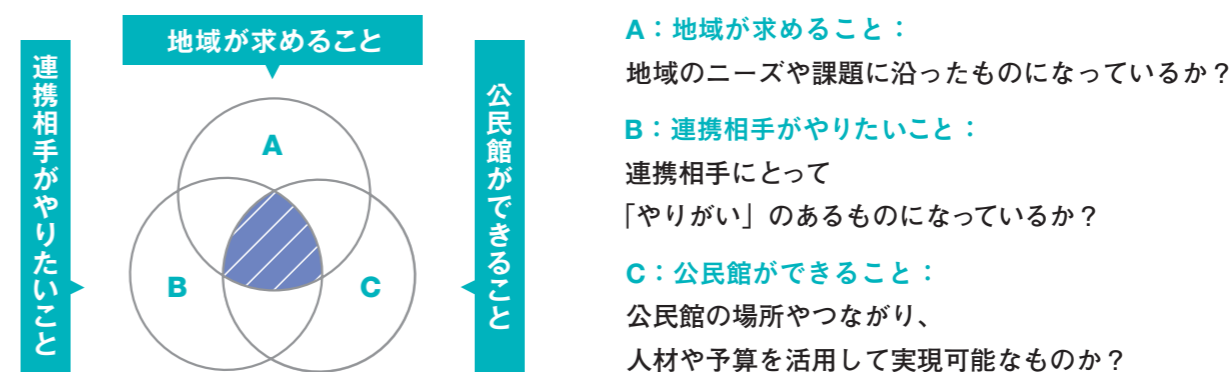 地域が求めること
連携相手がやりたいこと
公民館ができること
A
B
C
A：地域が求めること：
地域のニーズや課題に沿ったものになっているか？
B：連携相手がやりたいこと：
連携相手にとって
「やりがい」のあるものになっているか？
C：公民館ができること：
公民館の場所やつながり、
人材や予算を活用して実現可能なものか？